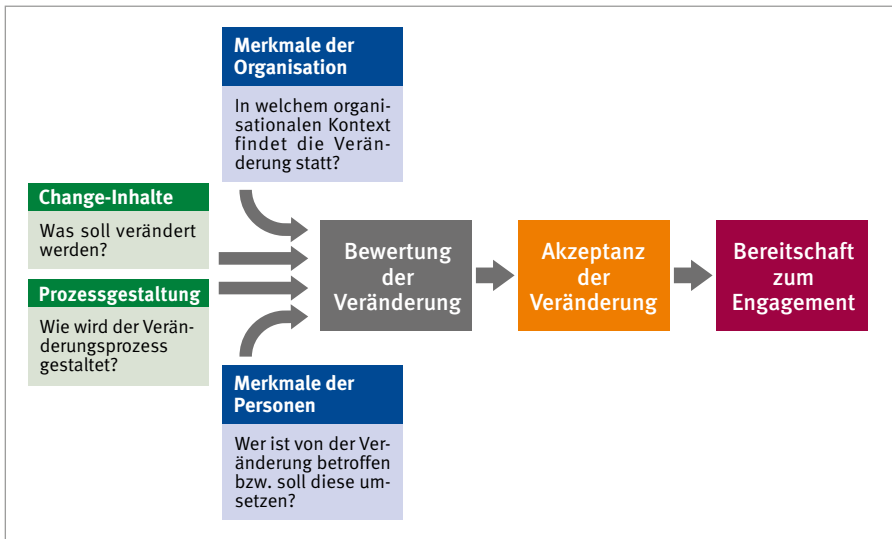 Merkmale der
Organisation
In welchem organi-
sationalen Kontext
findet die Verän-
derung statt?
Change-Inhalte
Was soll verändert
werden?
Prozessgestaltung
Wie wird der Verän-
derungsprozess
gestaltet?
Merkmale der
Personen
Wer ist von der Ver-
änderung betroffen
bzw. soll diese um-
setzen?
Bewertung
der
Veränderung
Akzeptanz
der
Veränderung
Bereitschaft
zum
Engagement